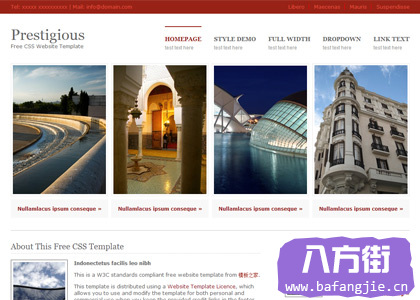 Tel: xxxxx xxxxxxxxxx | Mail: info@domain.com
Libero Maecenas Mauris Suspendisse
Prestigious
Free CSS Website Template
HOMEPAGE STYLE DEMO FULL WIDTH DROPDOWN LINK TEXT
test text here test text here test text here test text here test text here
Nullamlacus ipsum conseque » Nullamlacus ipsum conseque » Nullamlacus ipsum conseque » Nullamlacus ipsum conseque »
About This Free CSS Template
Indonectetus facilis leo nibh
This is a W3C standards compliant free website template from 模板之家.
This template is distributed using a Website Template Licence, which
allows you to use and modify the template for both personal and
八方街
www.bafangjie.cn